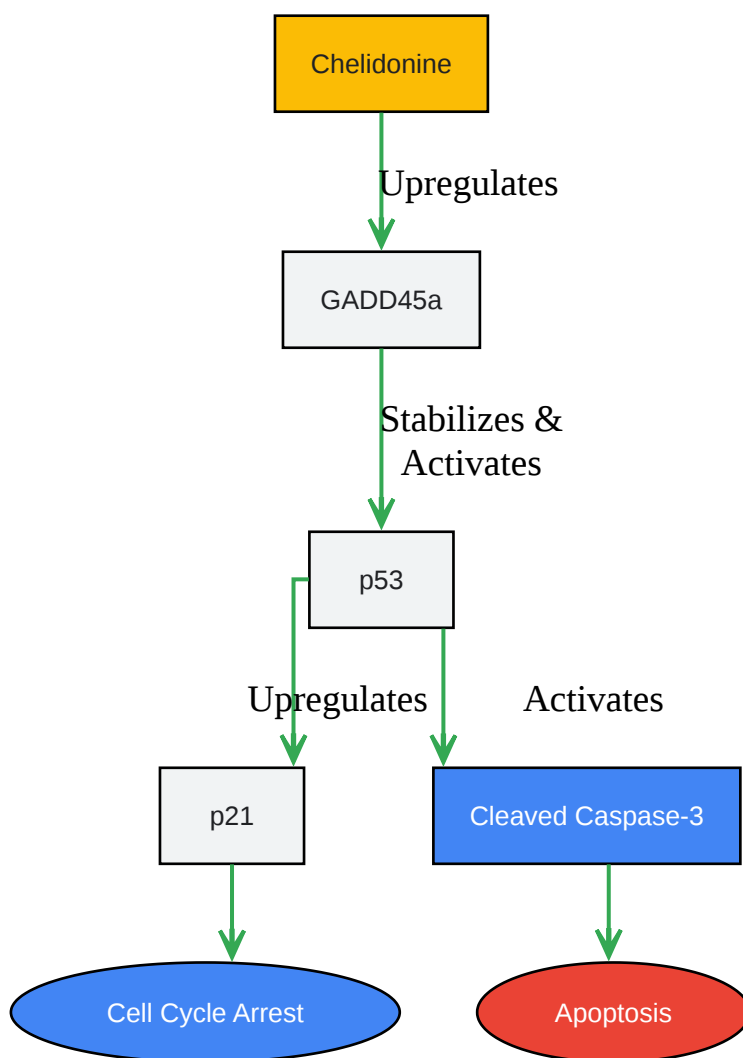 Chelidonine
Upregulates
GADD45a
Stabilizes &
Activates
p53
Upregulates
Activates
p21
Cleaved Caspase-3
Cell Cycle Arrest
Apoptosis